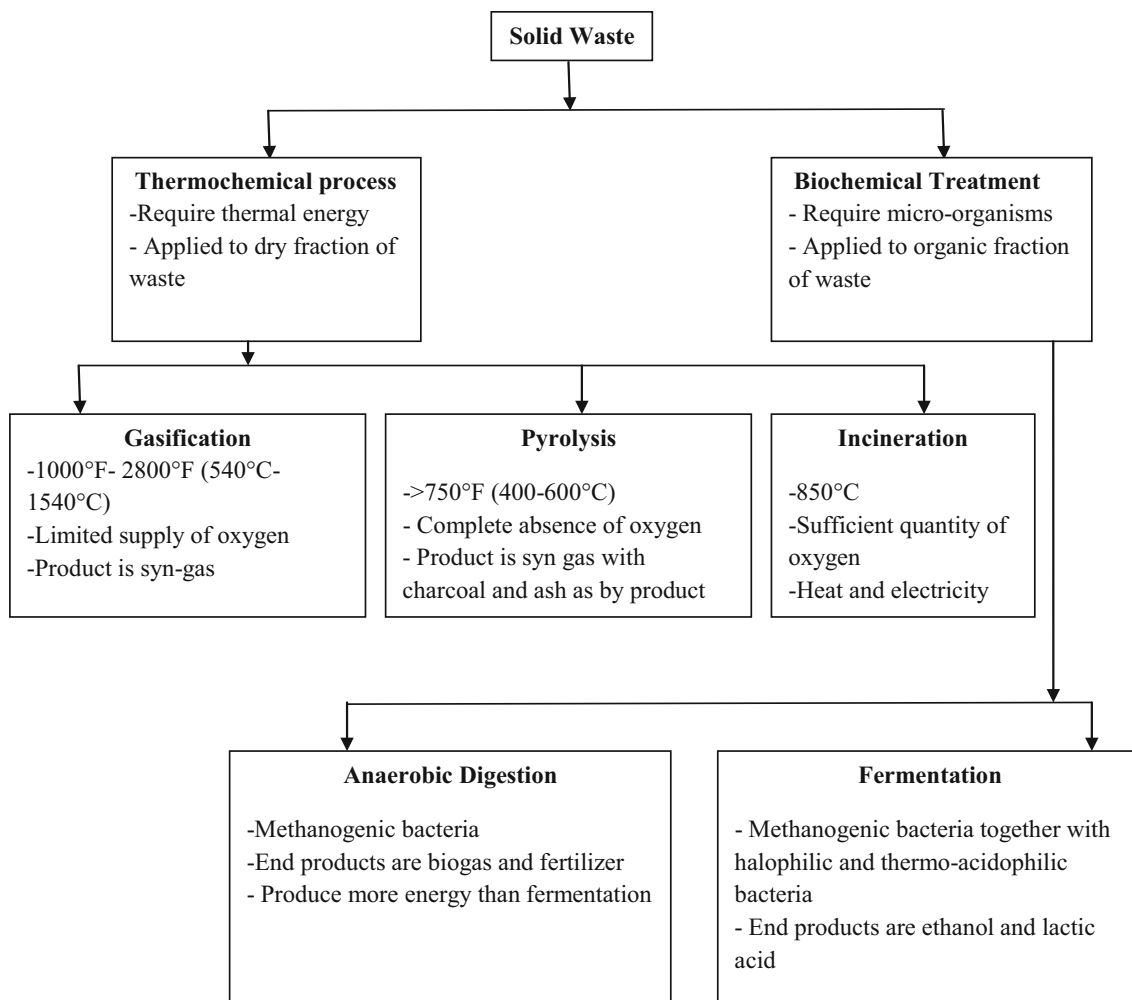 Solid Waste
Thermochemical process
-Require thermal energy
- Applied to dry fraction of
waste
Biochemical Treatment
- Require micro-organisms
- Applied to organic fraction
of waste
Gasification
-1000°F- 2800°F (540°C-
1540°C)
-Limited supply of oxygen
-Product is syn-gas
Pyrolysis
->750°F (400-600°C)
- Complete absence of oxygen
- Product is syn gas with
charcoal and ash as by product
Incineration
-850°C
-Sufficient quantity of
oxygen
-Heat and electricity
Anaerobic Digestion
-Methanogenic bacteria
-End products are biogas and fertilizer
- Produce more energy than fermentation
Fermentation
- Methanogenic bacteria together with
halophilic and thermo-acidophilic
bacteria
- End products are ethanol and lactic
acid